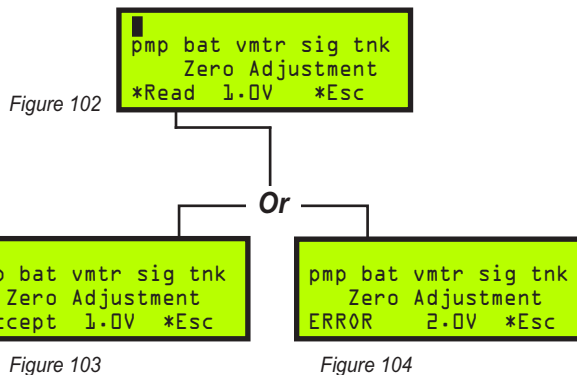 pmp bat vmtr sig tnk
Zero Adjustment
*Read 1.0V *Esc
Figure 102
Or
bat vmtr sig tnk
Zero Adjustment
1.0V *Esc
Figure 103
pmp bat vmtr sig tnk
Zero Adjustment
ERROR 2.0V *Esc
Figure 104